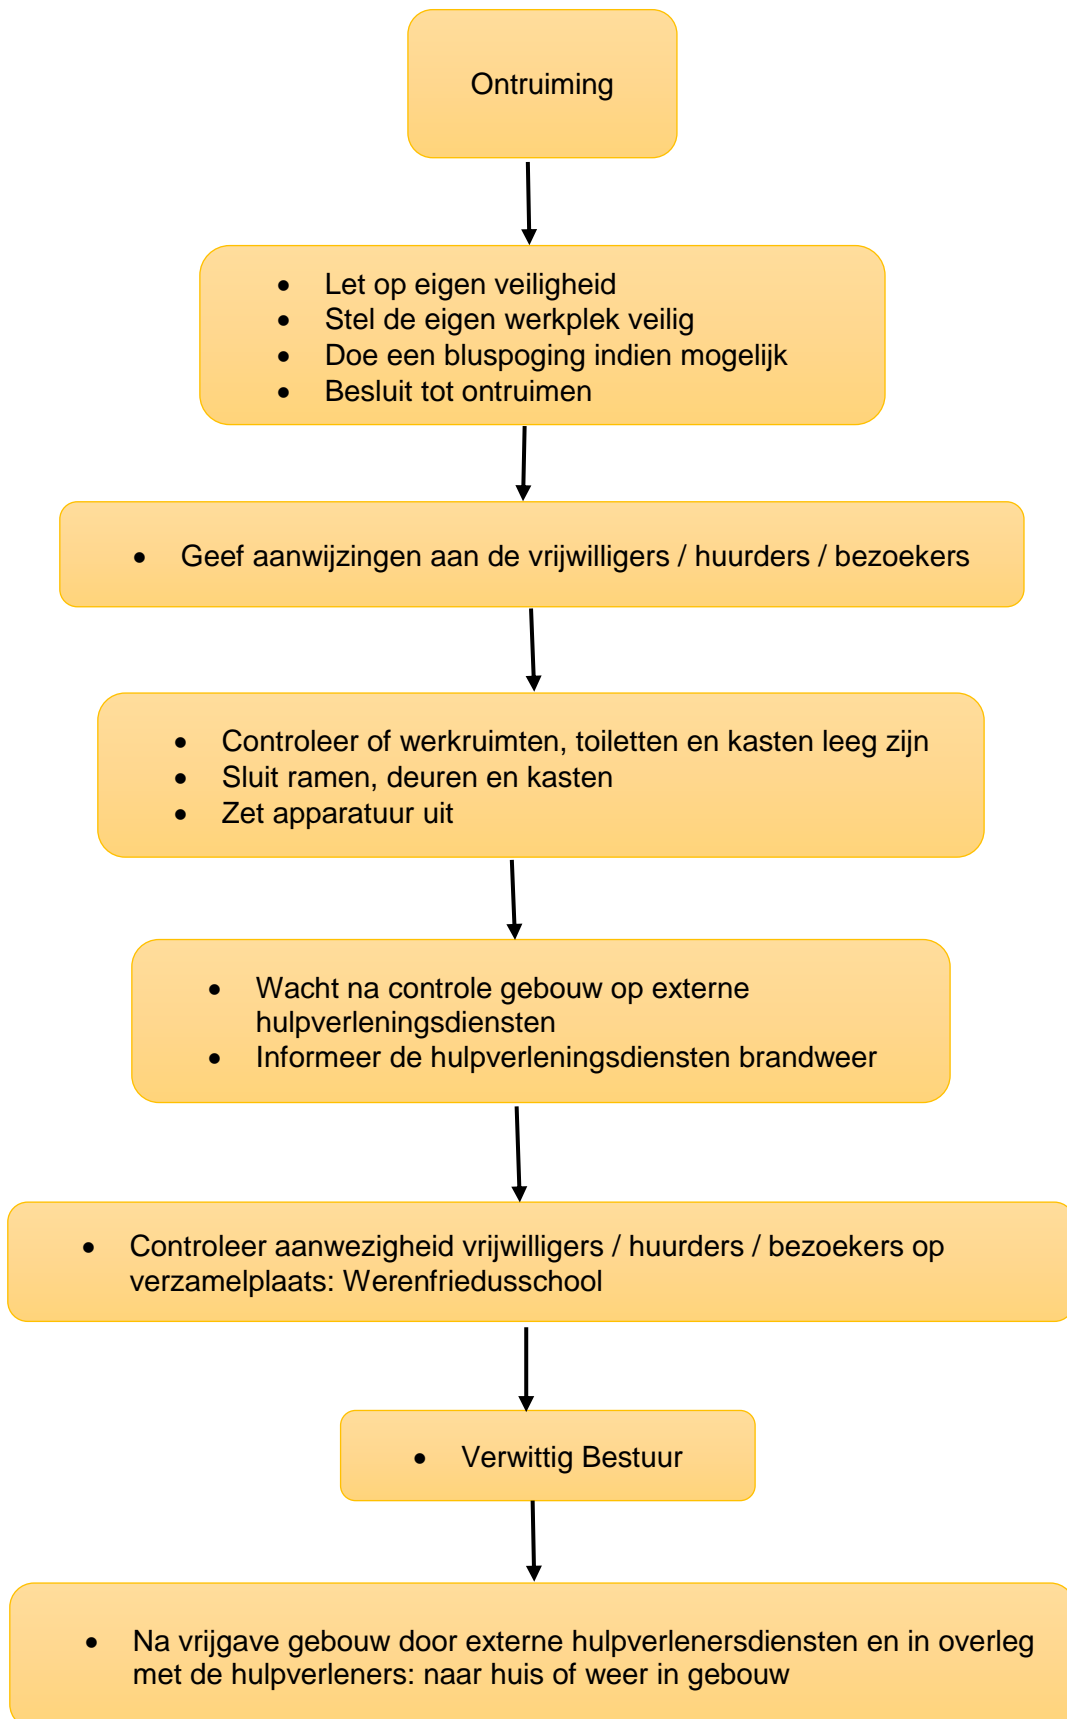 Ontruiming
• Let op eigen veiligheid
• Stel de eigen werkplek veilig
• Doe een bluspoging indien mogelijk
• Besluit tot ontruimen
• Geef aanwijzingen aan de vrijwilligers / huurders / bezoekers
• Controleer of werkruimten, toiletten en kasten leeg zijn
• Sluit ramen, deuren en kasten
• Zet apparatuur uit
• Wacht na controle gebouw op externe
hulpverleningsdiensten
• Informeer de hulpverleningsdiensten brandweer
• Controleer aanwezigheid vrijwilligers / huurders / bezoekers op
verzamelplaats: Werenfriedusschool
• Verwittig Bestuur
• Na vrijgave gebouw door externe hulpverlenersdiensten en in overleg
met de hulpverleners: naar huis of weer in gebouw